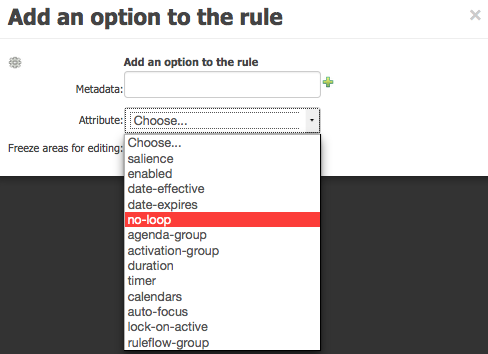 Add an option to the rule
Add an option to the rule
Metadata:
Attribute: Choose...
Freeze areas for editing:
Choose...
salience
enabled
date-effective
date-expires
no-loop
agenda-group
activation-group
duration
timer
calendars
auto-focus
lock-on-active
ruleflow-group